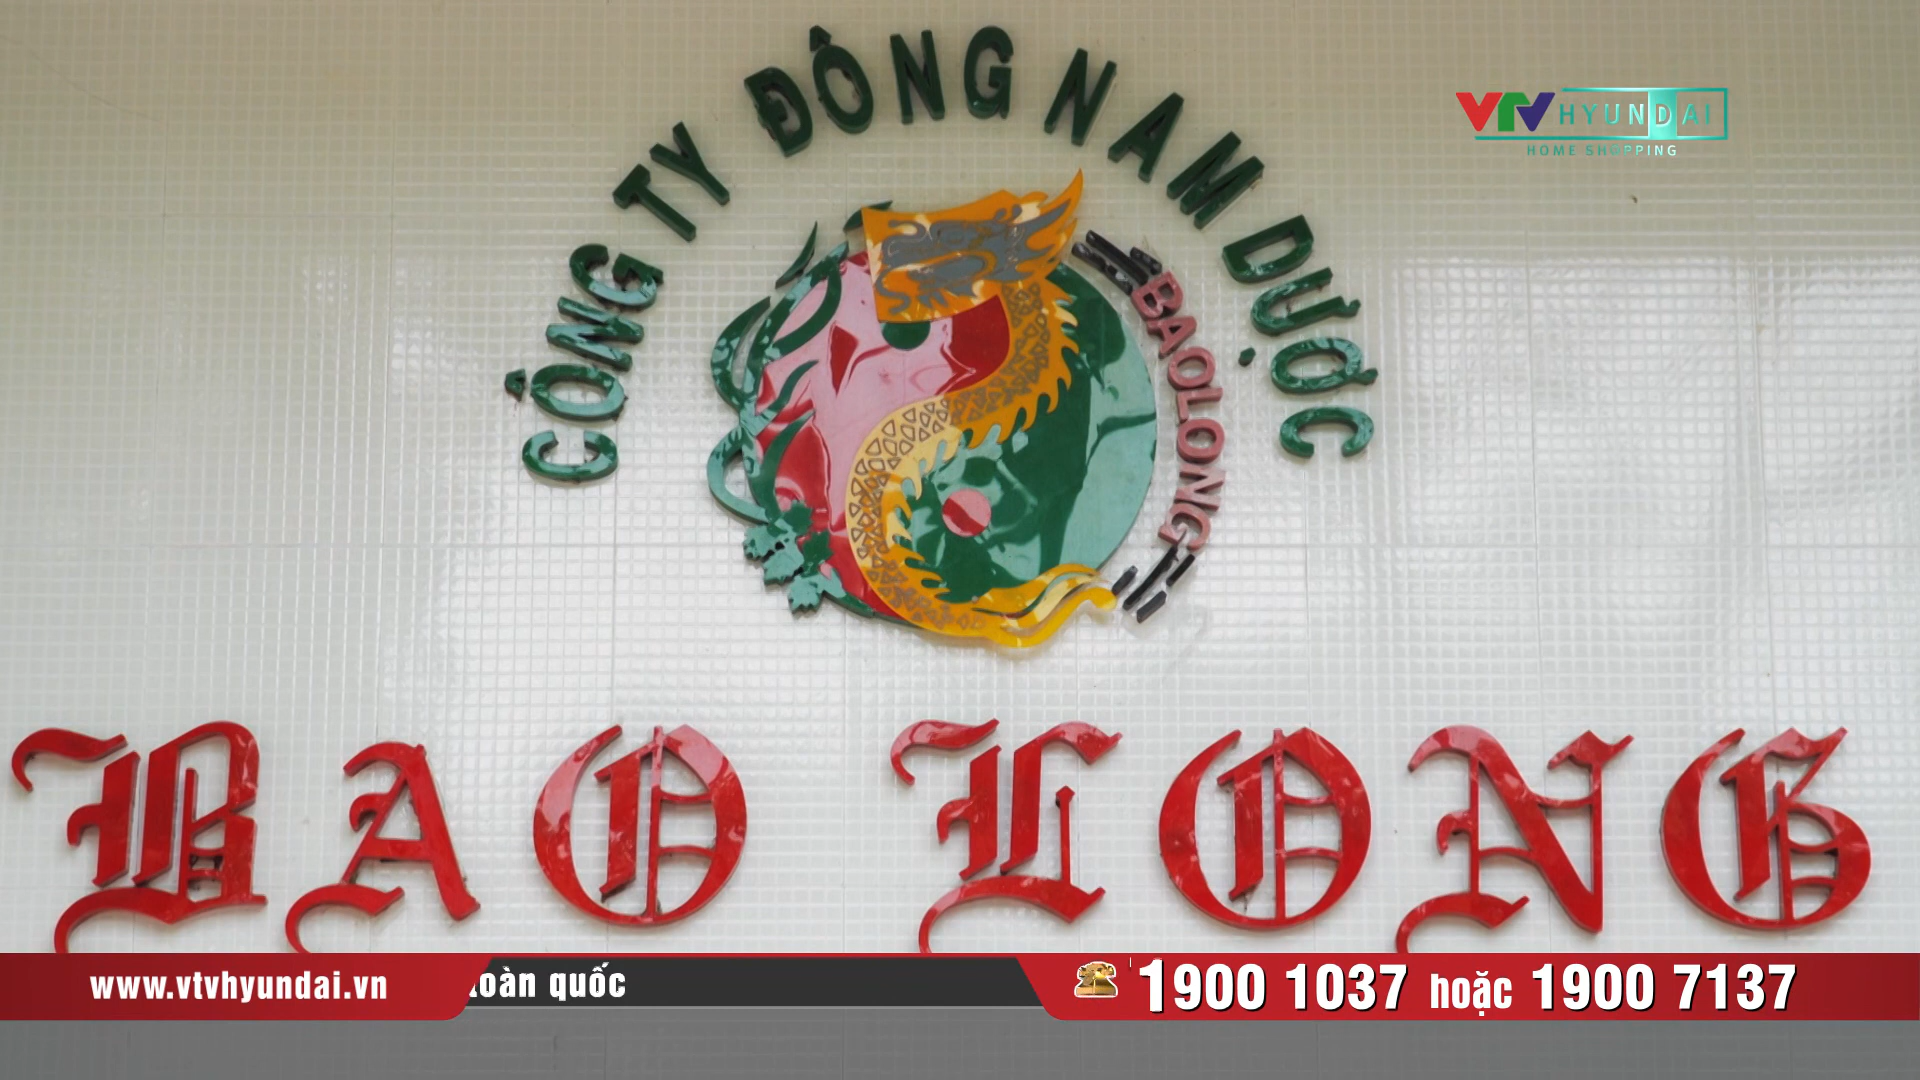 CÔNG TY ĐÔNG NAM DƯỢC
VTV HYUNDAI
HOME SHOPPING
BAOLONG
BAO LONG
www.vtvhyundai.vn
toàn quốc
1900 1037 hoặc 1900 7137